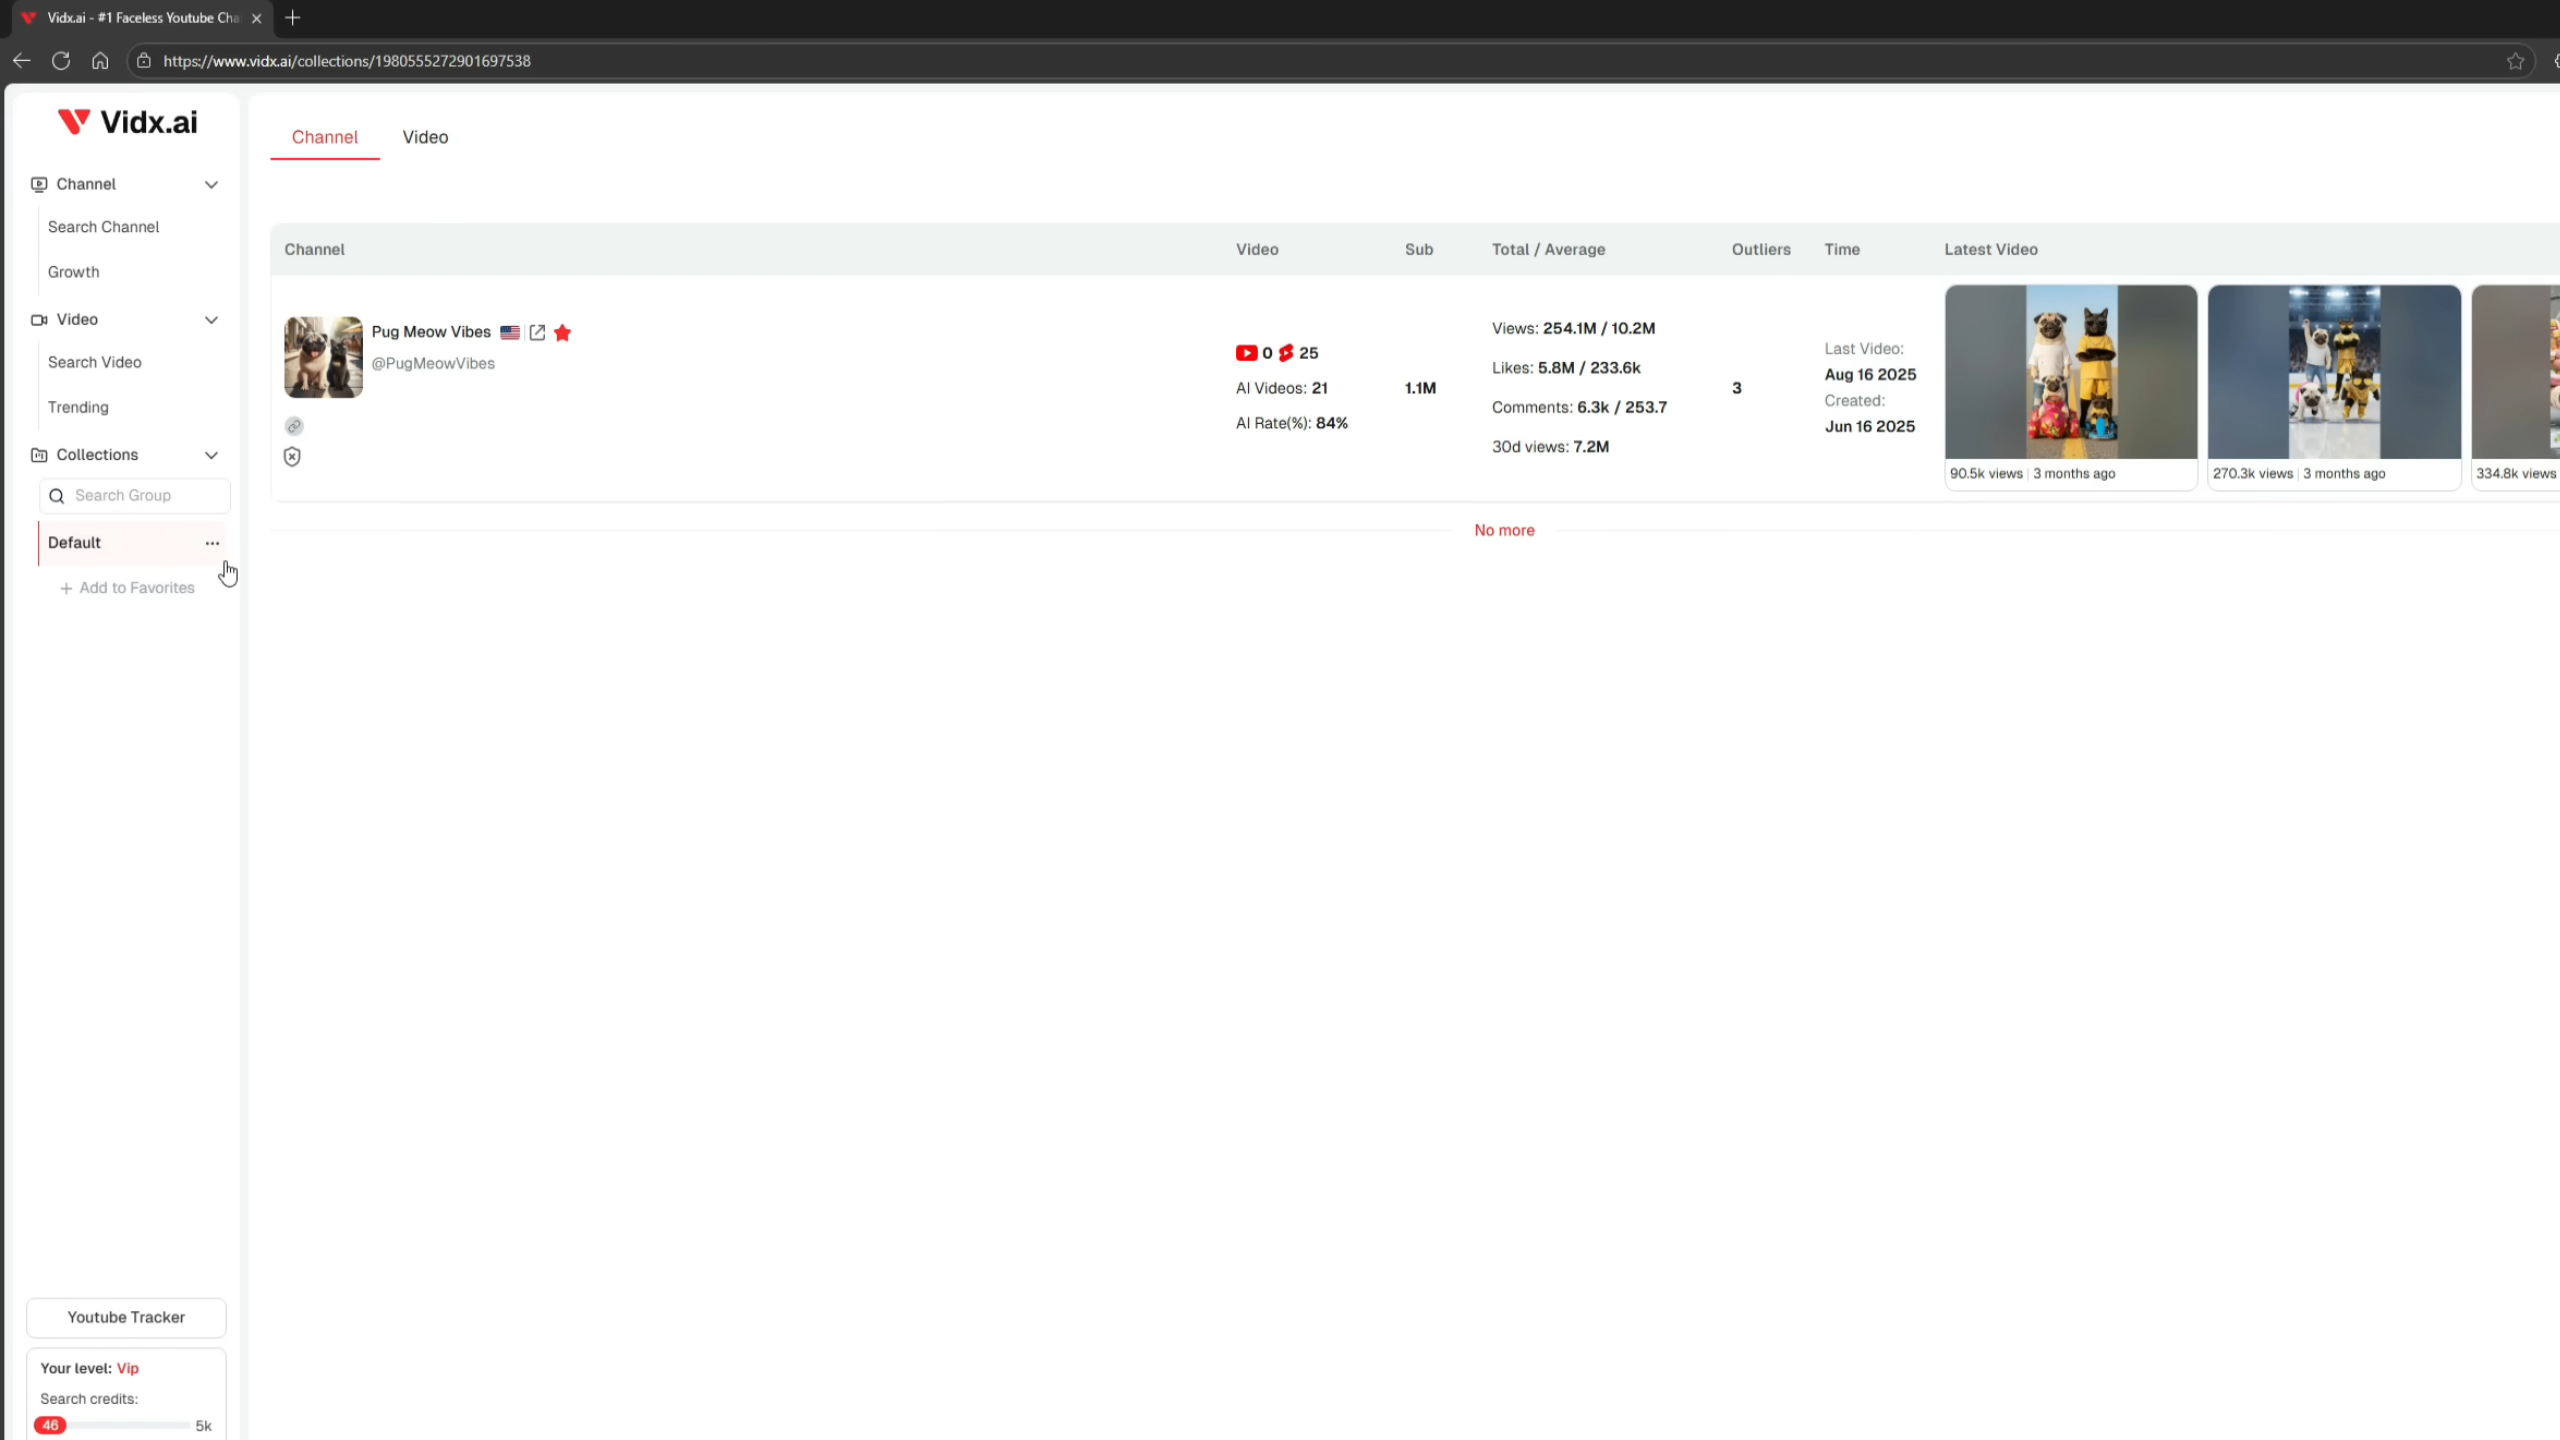 Vidx.ai - #1 Faceless Youtube Cha
https://www.vidx.ai/collections/1980555272901697538
Vidx.ai
Channel
Search Channel
Growth
Video
Search Video
Trending
Collections
Search Group
Default
+ Add to Favorites
Youtube Tracker
Your level: Vip
Search credits:
46 5k
Channel Video
Channel Video Sub Total / Average Outliers Time Latest Video
Pug Meow Vibes
@PugMeowVibes
0 25
AI Videos: 21
AI Rate(%): 84%
1.1M
Views: 254.1M / 10.2M
Likes: 5.8M / 233.6k
Comments: 6.3k / 253.7
30d views: 7.2M
3
Last Video:
Aug 16 2025
Created:
Jun 16 2025
90.5k views 3 months ago
270.3k views 3 months ago
334.8k views
No more